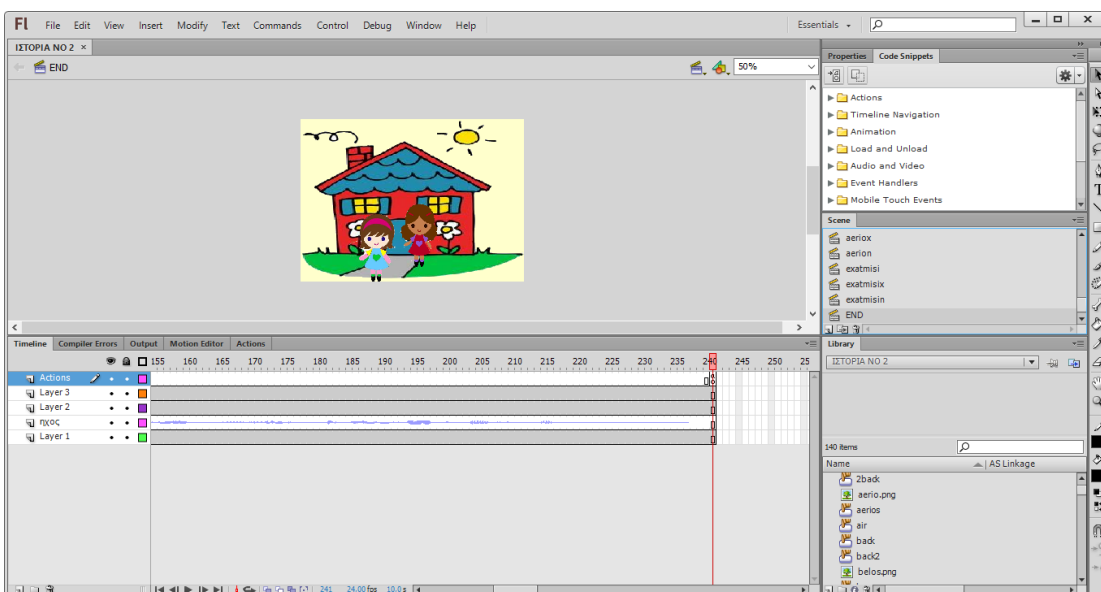 Fl File Edit View Insert Modify Text Commands Control Debug Window Help Essentials
ΙΣΤΟΡΙΑ ΝΟ 2 ×
END 50%
Properties Code Snippets
Actions
Timeline Navigation
Animation
Load and Unload
Audio and Video
Event Handlers
Mobile Touch Events
Scene
aeriox
aerion
exatmisi
exatmisix
exatmisin
END
Timeline Compiler Errors Output Motion Editor Actions
155 160 165 170 175 180 185 190 195 200 205 210 215 220 225 230 235 240 245 250 25
Actions
Layer 3
Layer 2
ηχος
Layer 1
241 24.00 fps 10.0 s
Library
ΙΣΤΟΡΙΑ ΝΟ 2
140 items
Name AS Linkage
2back
aerio.png
aerios
air
back
back2
belos.png